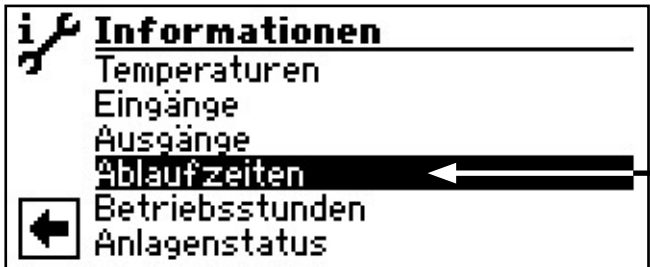 Informationen
Temperaturen
Eingänge
Ausgänge
Ablaufzeiten
Betriebsstunden
Anlagenstatus